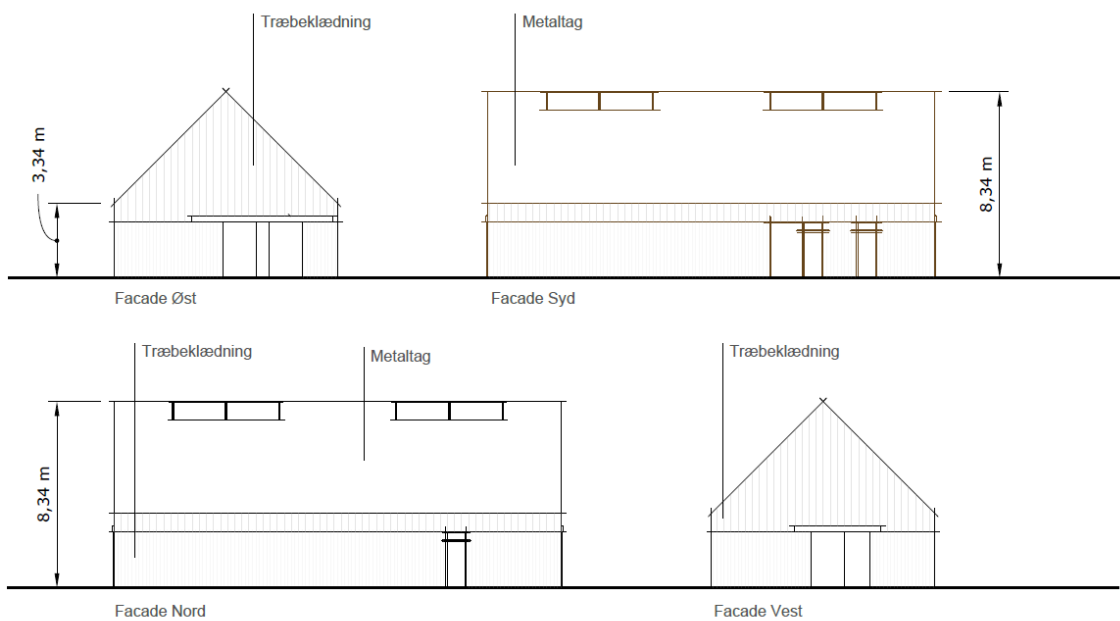 Træbeklædning
Metaltag
3,34 m
8,34 m
Facade Øst
Facade Syd
Træbeklædning
Metaltag
Træbeklædning
8,34 m
Facade Nord
Facade Vest